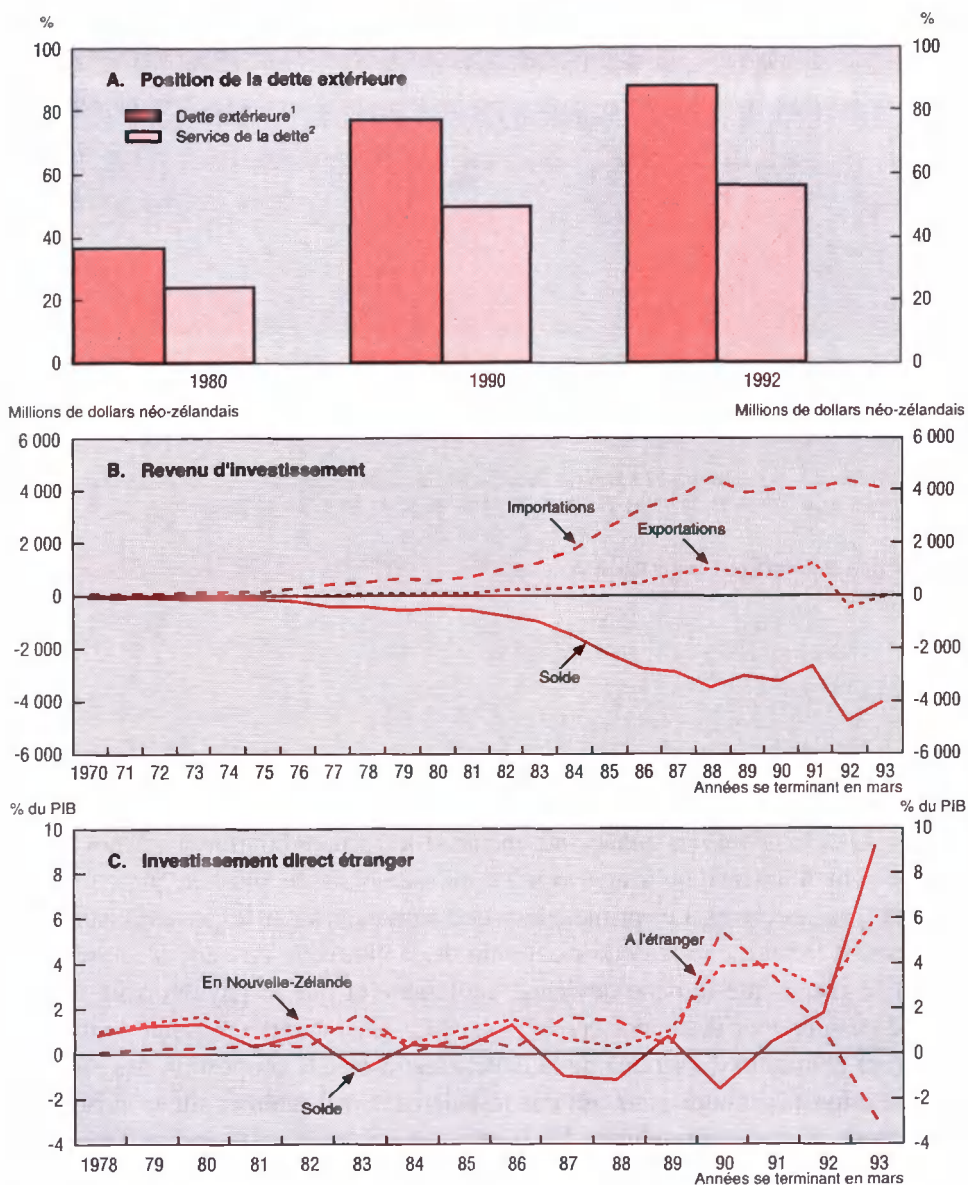 % %
100 100
A. Position de la dette extérieure
80 80
Dette extérieure¹
Service de la dette²
60 60
40 40
20 20
0 0
1980 1990 1992
Millions de dollars néo-zélandais Millions de dollars néo-zélandais
6 000 6 000
B. Revenu d'investissement
4 000 4 000
Importations
Exportations
2 000 2 000
0 0
-2 000 -2 000
Solde
-4 000 -4 000
-6 000 -6 000
1970 71 72 73 74 75 76 77 78 79 80 81 82 83 84 85 86 87 88 89 90 91 92 93
Années se terminant en mars
% du PIB % du PIB
10 10
C. Investissement direct étranger
8 8
6 6
A l'étranger
4 4
En Nouvelle-Zélande
2 2
0 0
Solde
-2 -2
-4 -4
1978 79 80 81 82 83 84 85 86 87 88 89 90 91 92 93
Années se terminant en mars